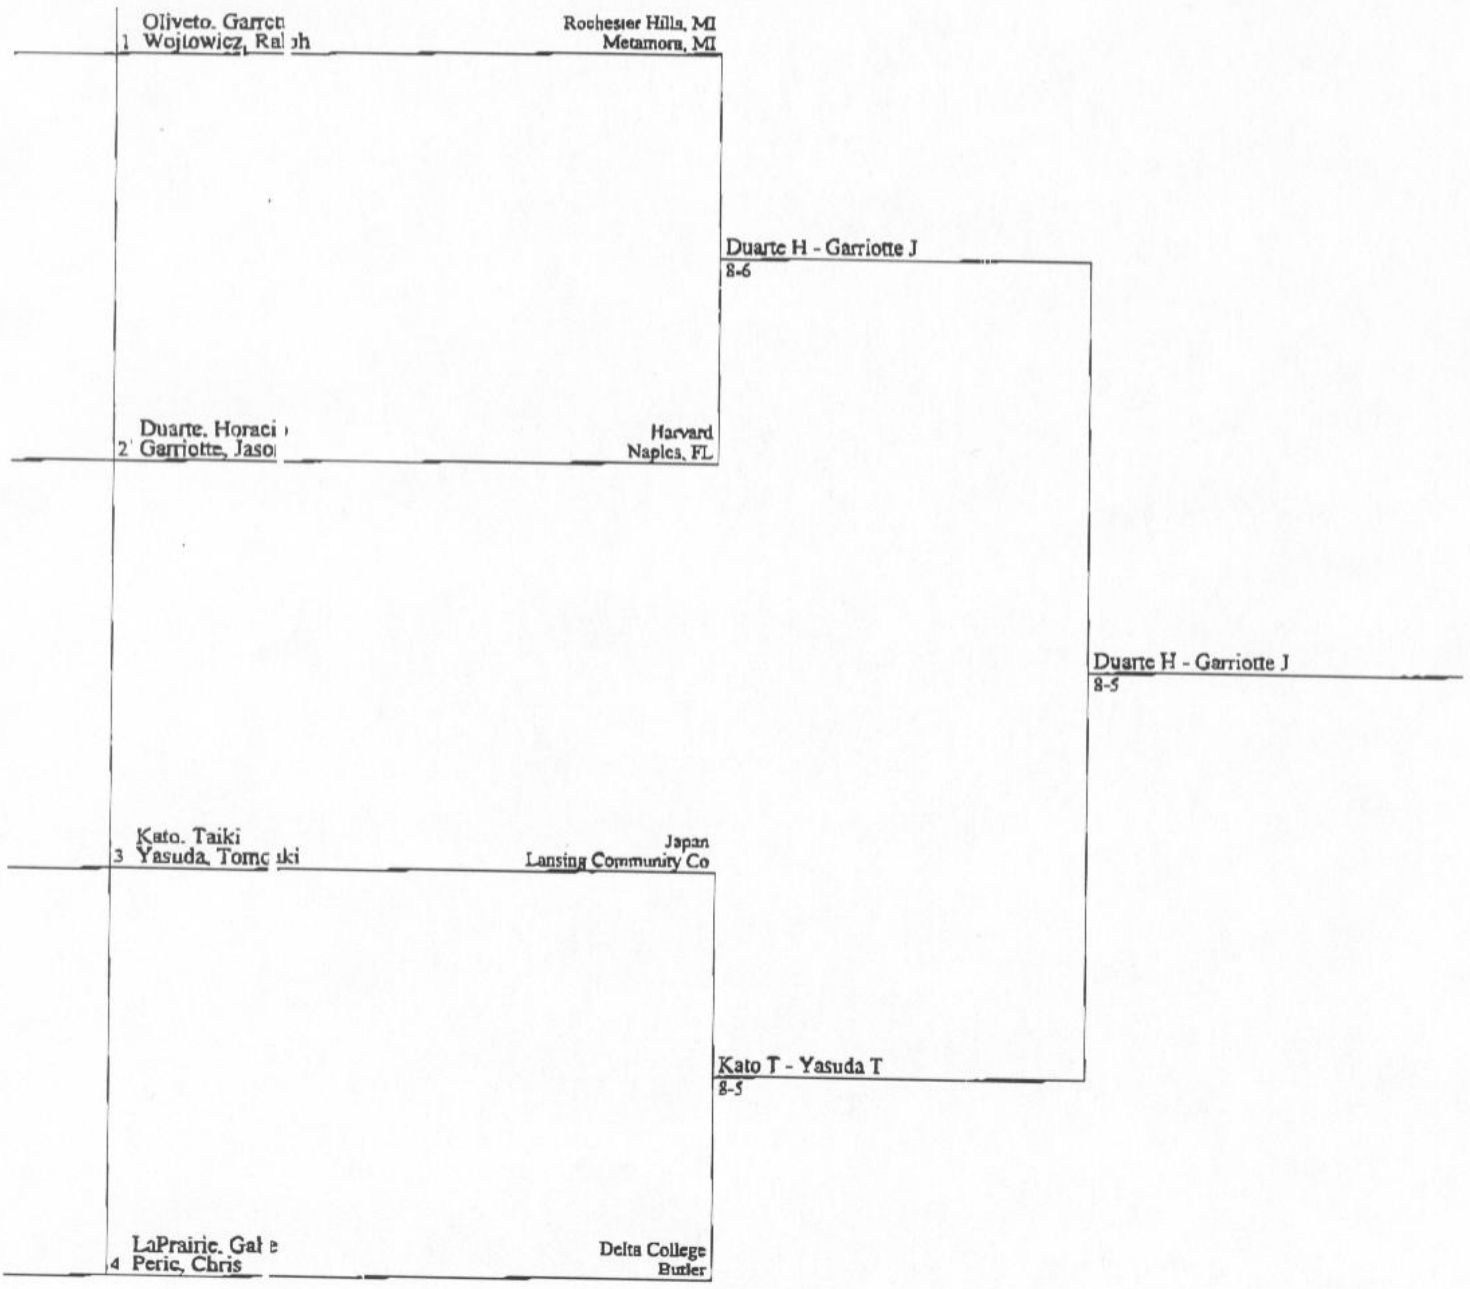 Oliveto, Garrett
Rochester Hills, MI
1 Wojtowicz, Ralph
Metamora, MI
Duarte H - Garriotte J
8-6
Duarte, Horaci
Harvard
2 Garriotte, Jaso
Naples, FL
Duarte H - Garriotte J
8-5
Kato, Taiki
Japan
3 Yasuda, Tomoaki
Lansing Community Co
Kato T - Yasuda T
8-5
LaPrairie, Gabe
Delta College
4 Peric, Chris
Butler